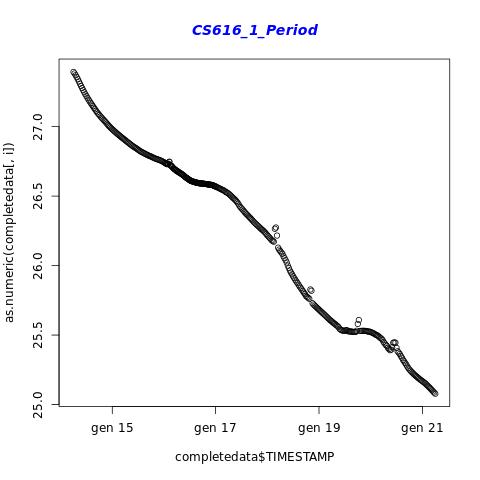 CS616_1_Period
as.numeric(completedata[, i])
27.0
26.5
26.0
25.5
25.0
gen 15
gen 17
gen 19
gen 21
completedata$TIMESTAMP